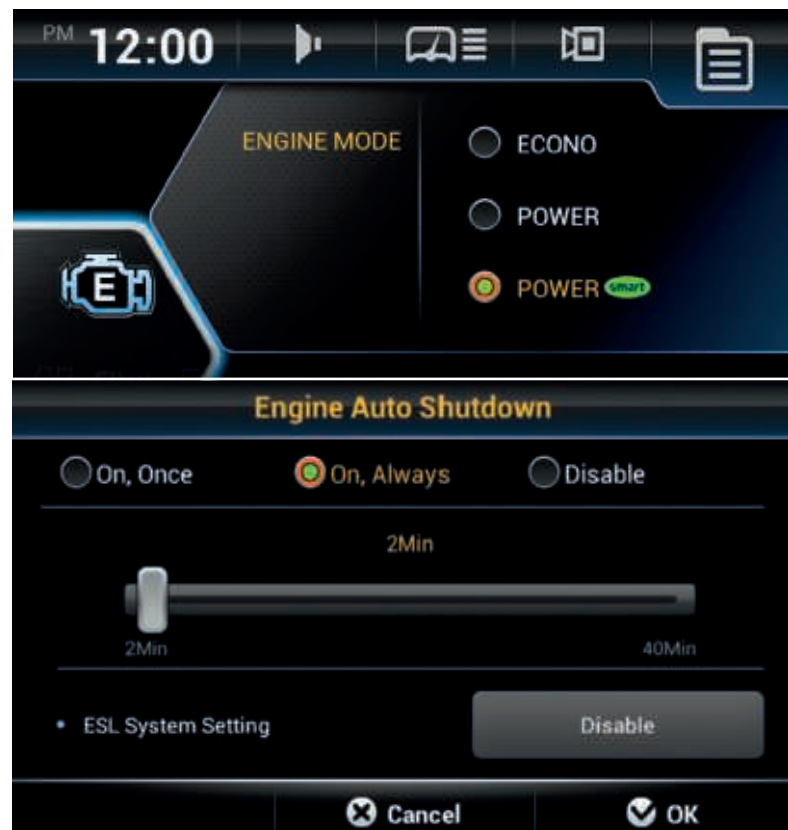 PM 12:00
ENGINE MODE
ECONO
POWER
POWER smart
E
Engine Auto Shutdown
On, Once On, Always Disable
2Min
2Min 40Min
• ESL System Setting Disable
Cancel OK